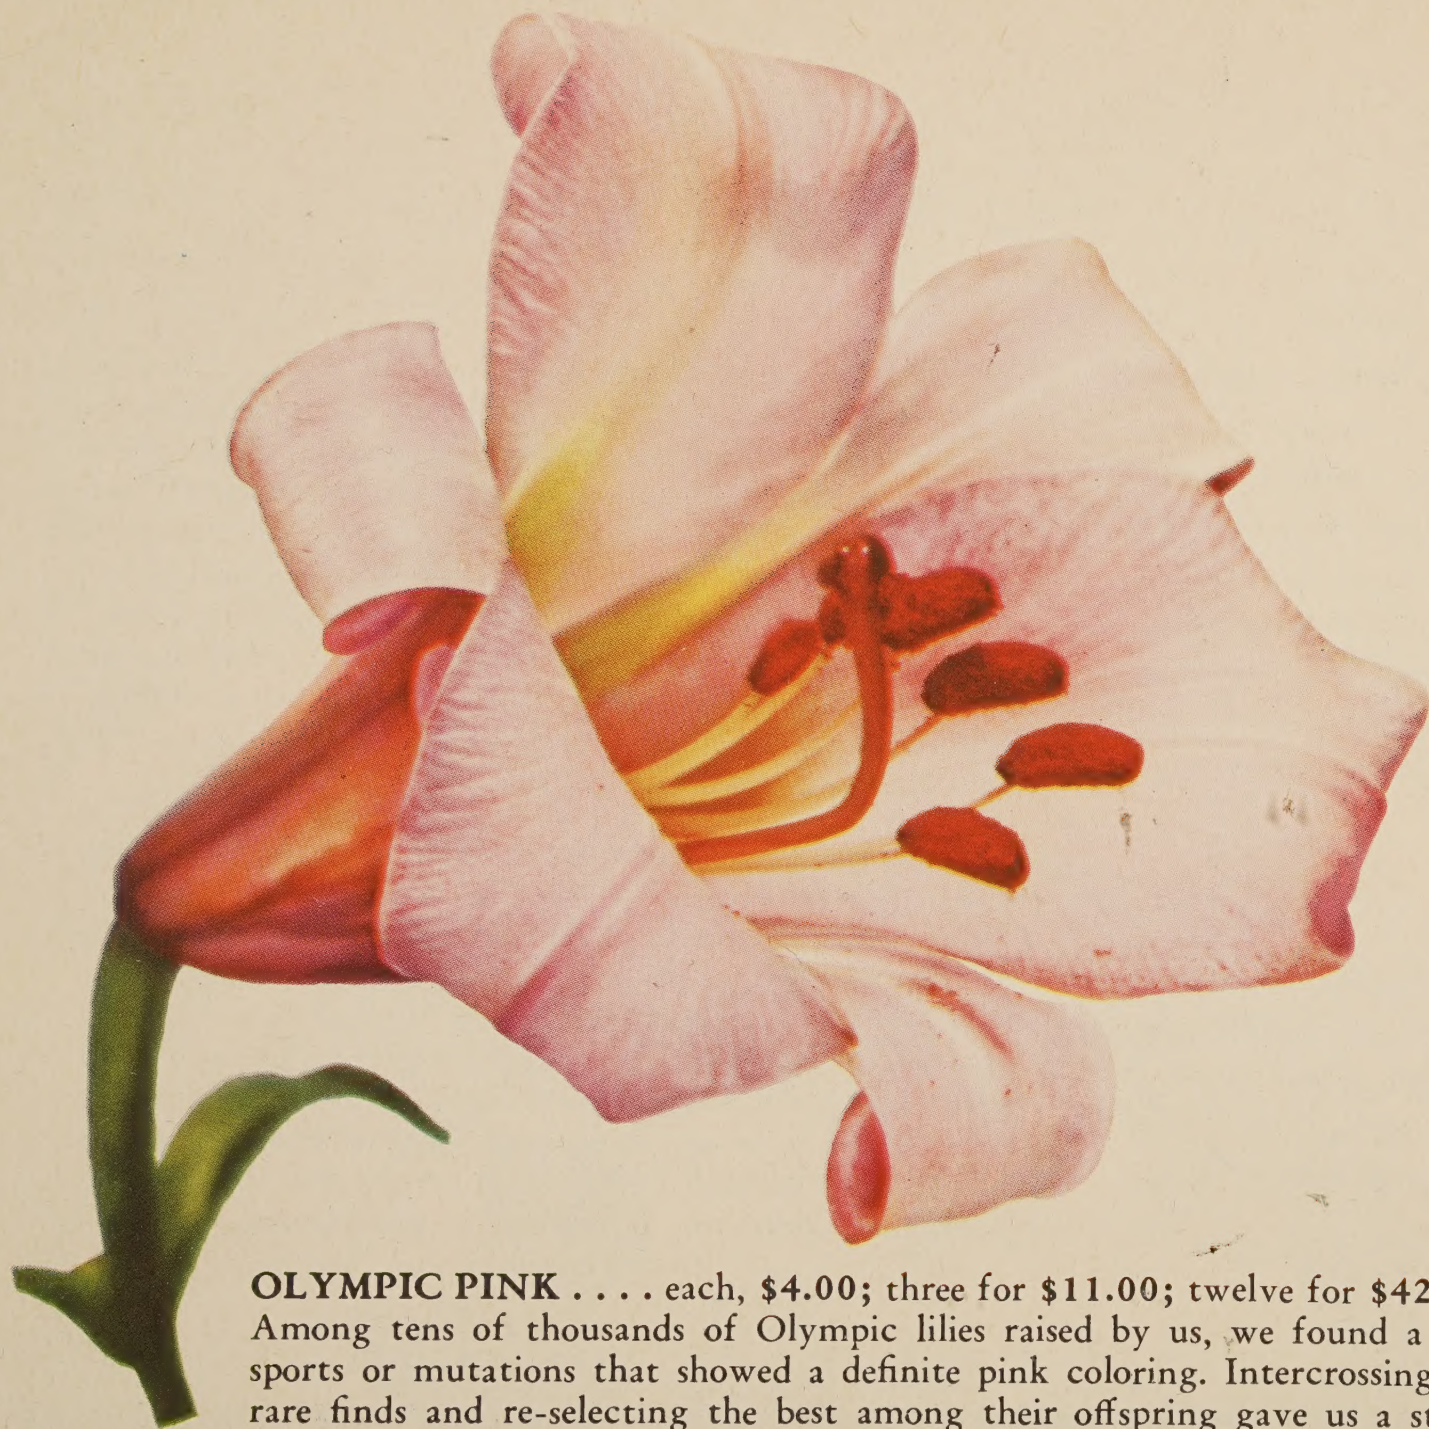 OLYMPIC PINK . . . . each, $4.00; three for $11.00; twelve for $42
Among tens of thousands of Olympic lilies raised by us, we found a
sports or mutations that showed a definite pink coloring. Intercrossing
rare finds and re-selecting the best among their offspring gave us a